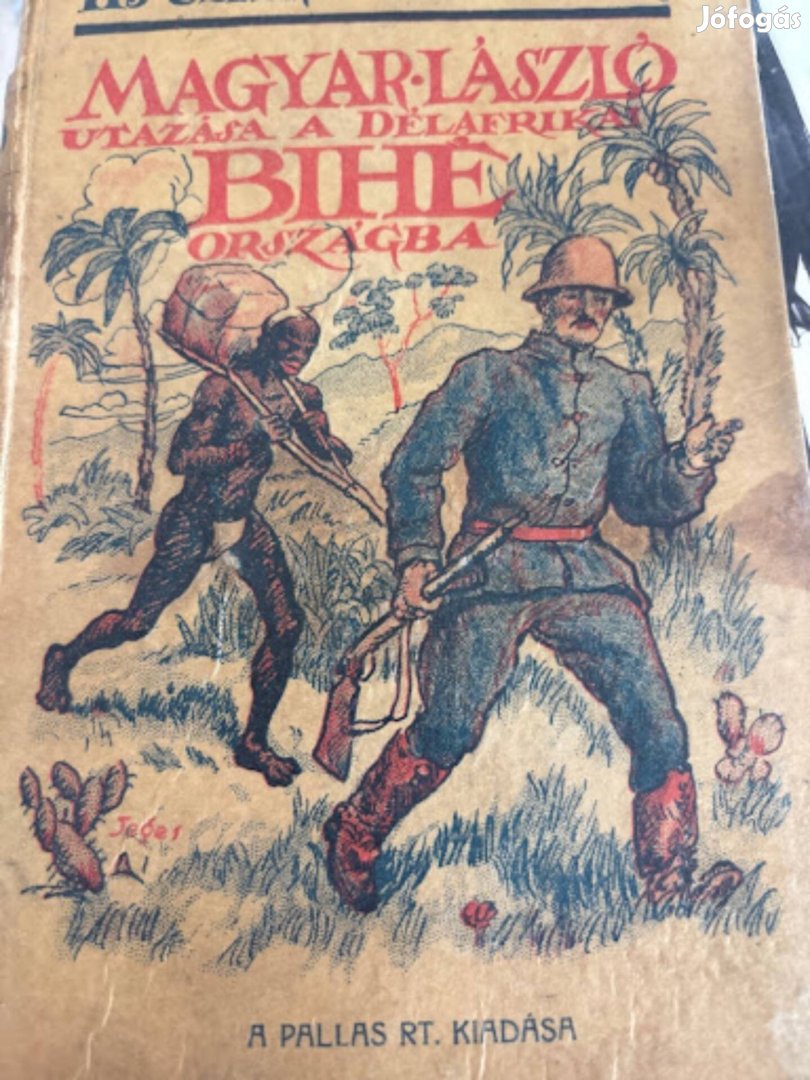 Jófogás
MAGYAR·LÁSZLÓ
UTAZÁSA A DÉLAFRIKAI
BIHÉ
ORSZÁGBA
Jeges
A PALLAS RT. KIADÁSA